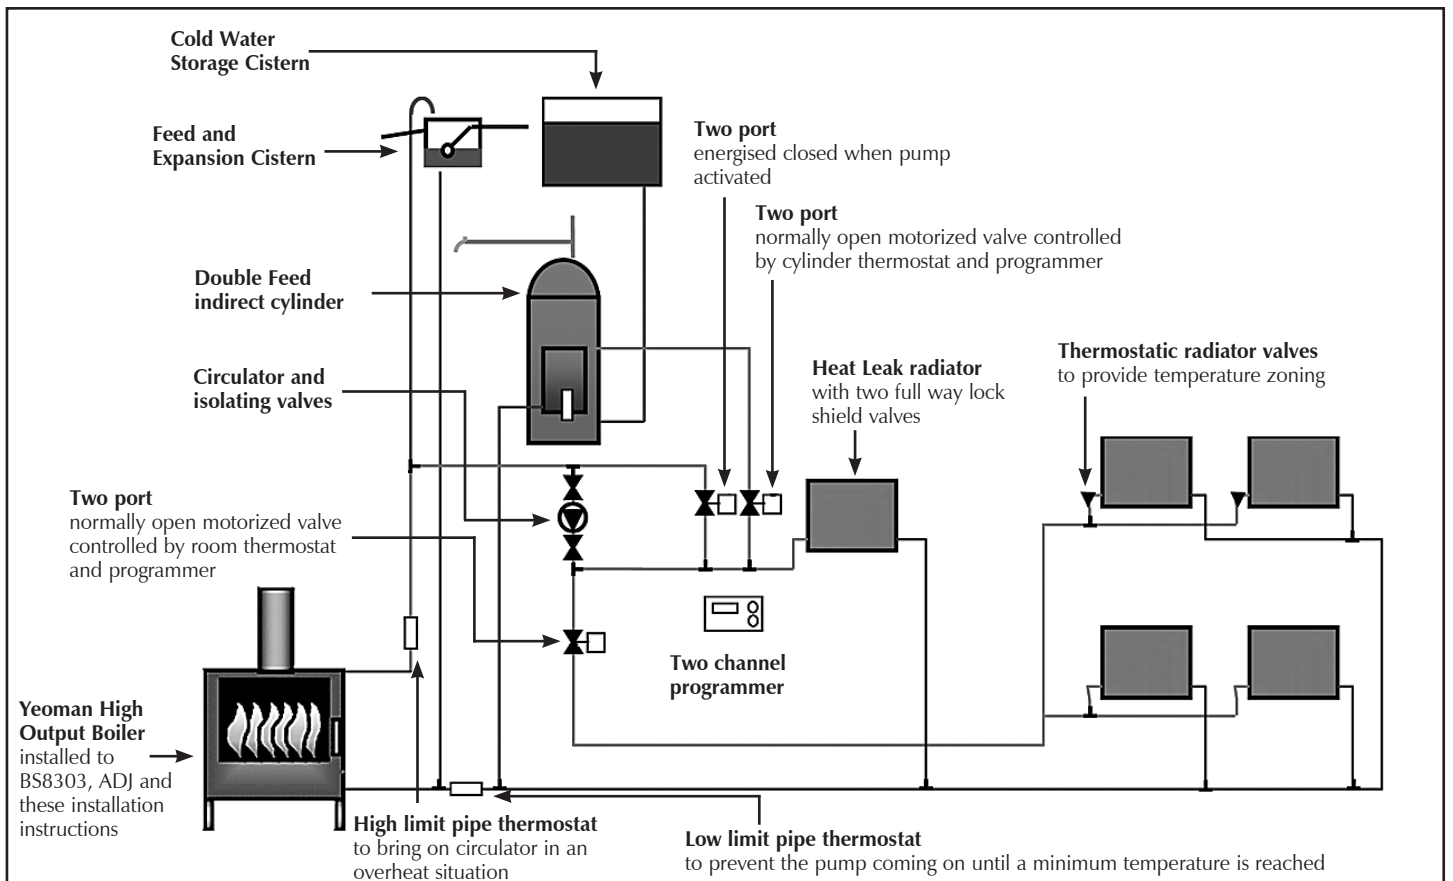 Cold Water
Storage Cistern
Feed and
Expansion Cistern
Two port
energised closed when pump
activated
Two port
normally open motorized valve controlled
by cylinder thermostat and programmer
Double Feed
indirect cylinder
Circulator and
isolating valves
Heat Leak radiator
with two full way lock
shield valves
Thermostatic radiator valves
to provide temperature zoning
Two port
normally open motorized valve
controlled by room thermostat
and programmer
Two channel
programmer
Yeoman High
Output Boiler
installed to
BS8303, ADJ and
these installation
instructions
High limit pipe thermostat
to bring on circulator in an
overheat situation
Low limit pipe thermostat
to prevent the pump coming on until a minimum temperature is reached